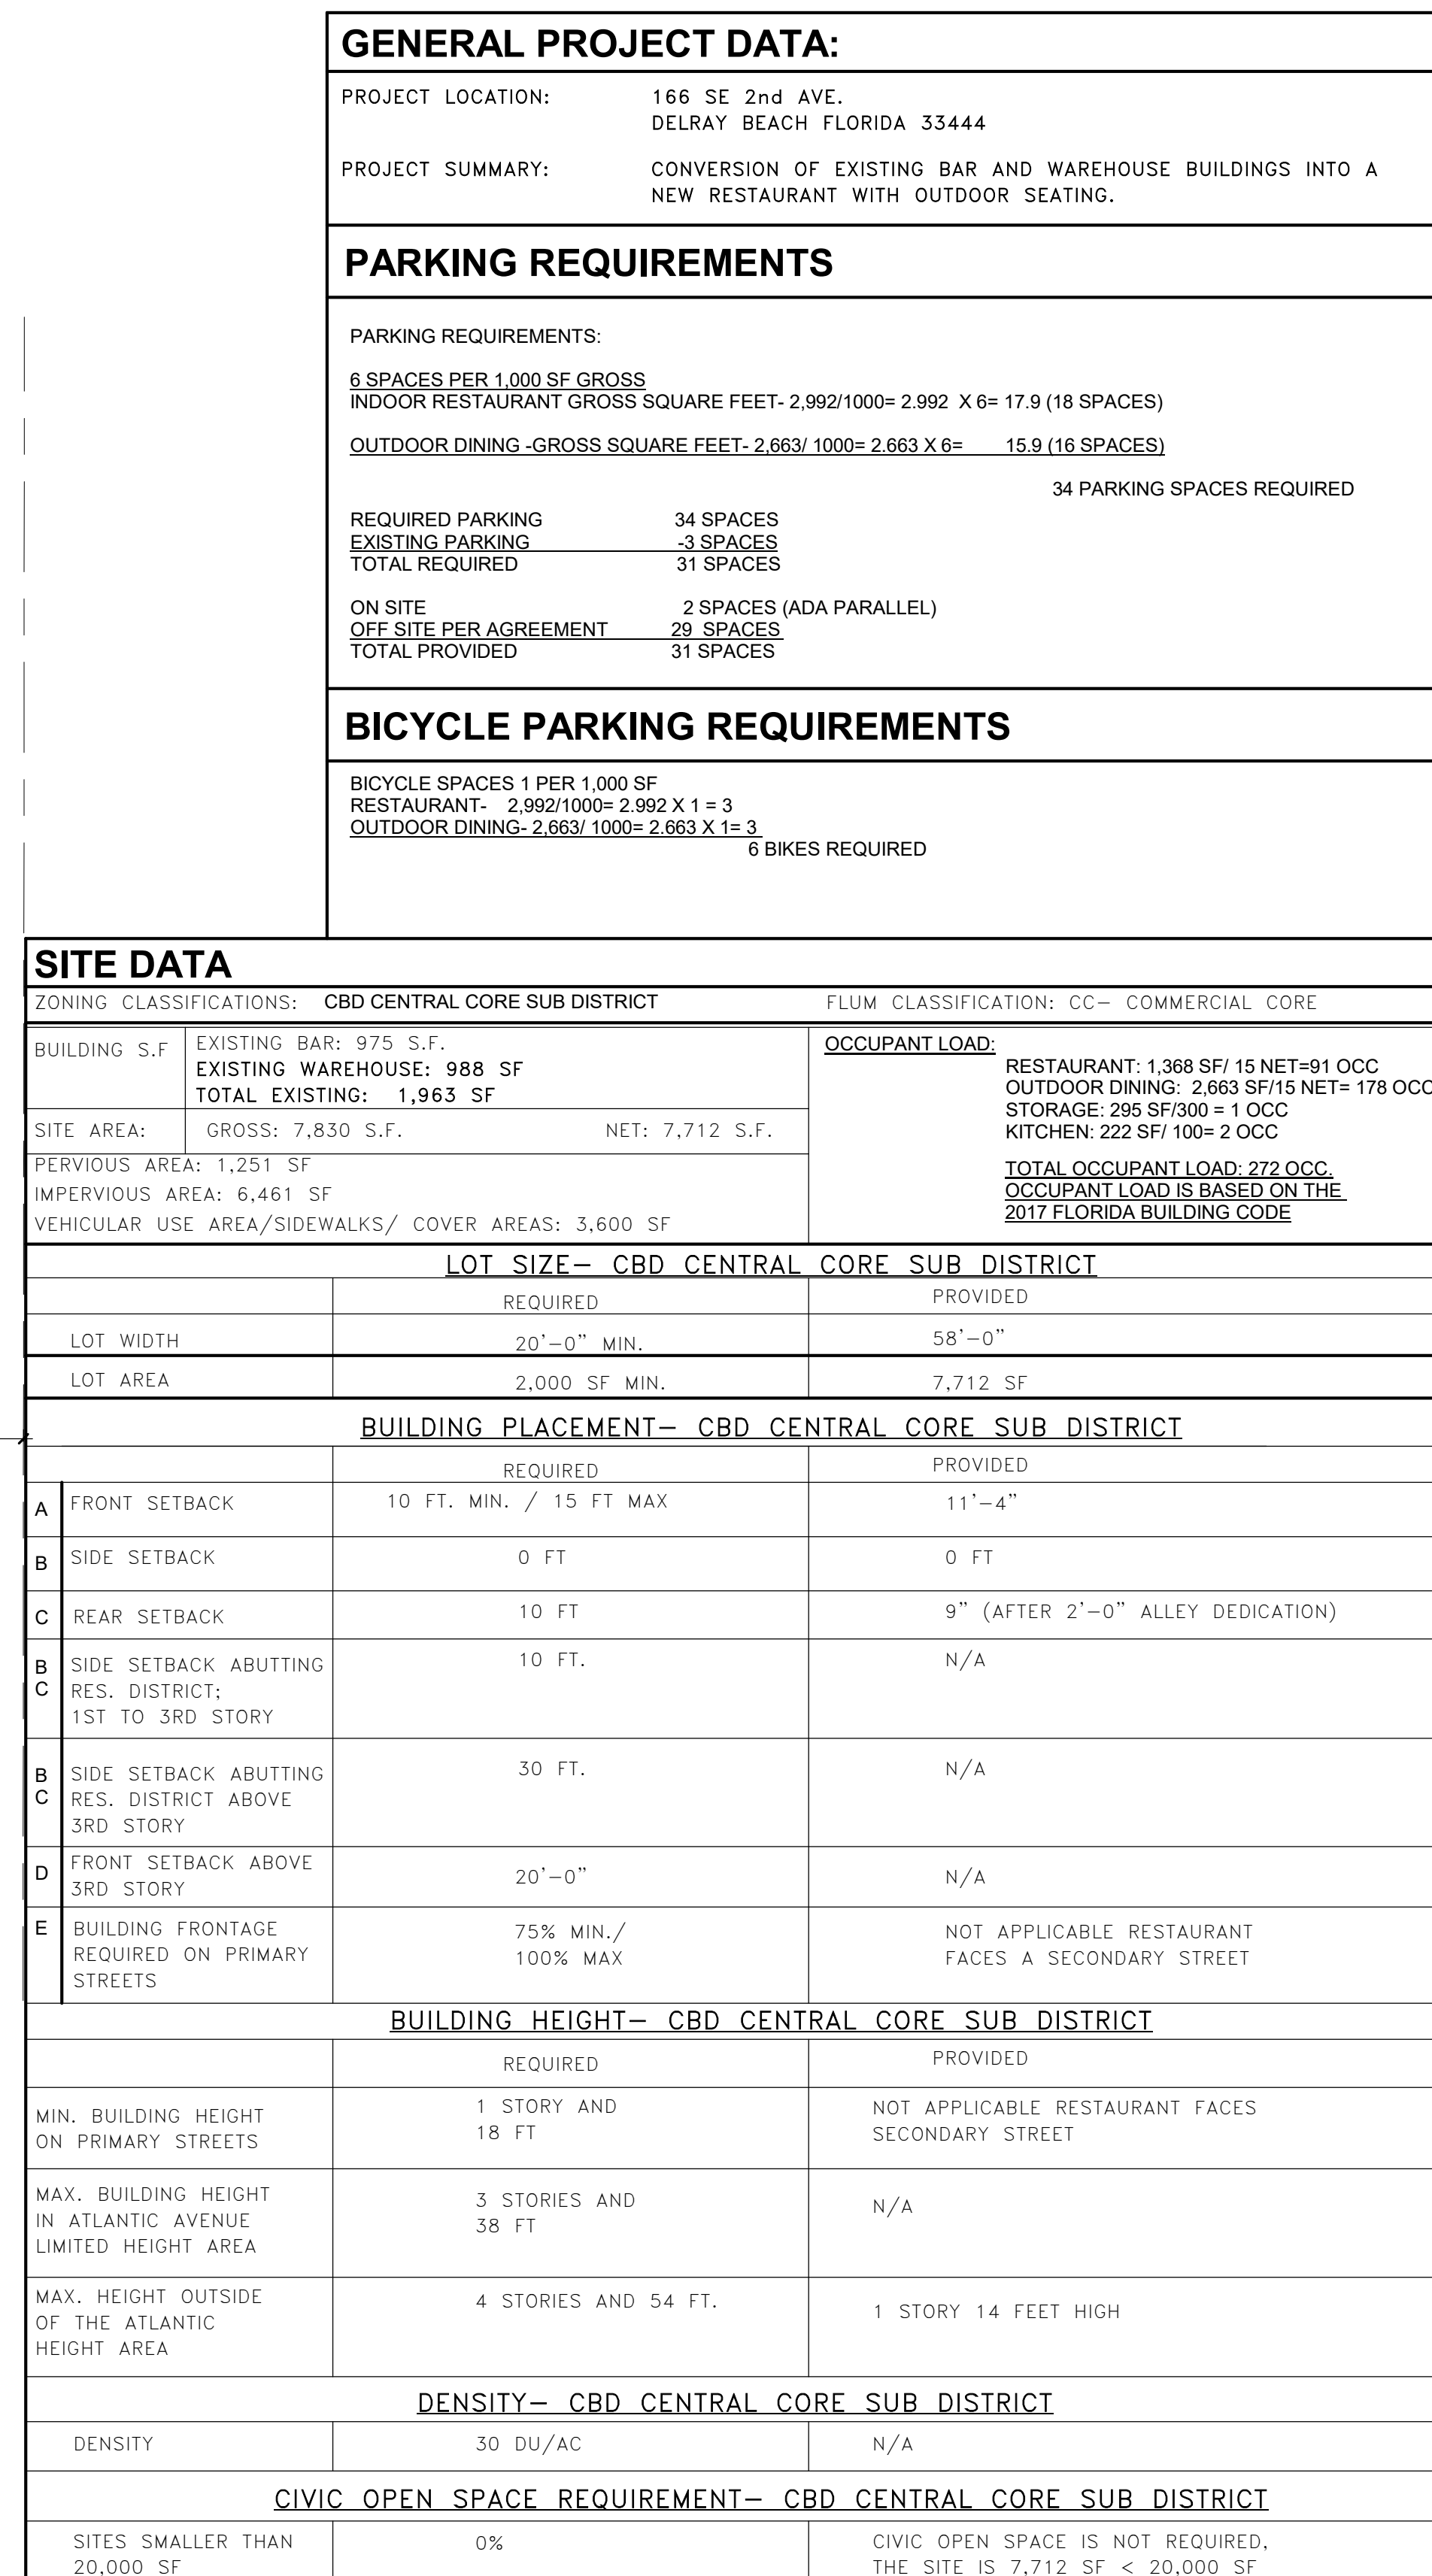 GENERAL PROJECT DATA:
PROJECT LOCATION: 166 SE 2nd AVE.
DELRAY BEACH FLORIDA 33444
PROJECT SUMMARY: CONVERSION OF EXISTING BAR AND WAREHOUSE BUILDINGS INTO A
NEW RESTAURANT WITH OUTDOOR SEATING.
PARKING REQUIREMENTS
PARKING REQUIREMENTS:
6 SPACES PER 1,000 SF GROSS
INDOOR RESTAURANT GROSS SQUARE FEET- 2,992/1000= 2.992 X 6= 17.9 (18 SPACES)
OUTDOOR DINING -GROSS SQUARE FEET- 2,663/ 1000= 2.663 X 6= 15.9 (16 SPACES)
34 PARKING SPACES REQUIRED
REQUIRED PARKING 34 SPACES
EXISTING PARKING -3 SPACES
TOTAL REQUIRED 31 SPACES
ON SITE 2 SPACES (ADA PARALLEL)
OFF SITE PER AGREEMENT 29 SPACES
TOTAL PROVIDED 31 SPACES
BICYCLE PARKING REQUIREMENTS
BICYCLE SPACES 1 PER 1,000 SF
RESTAURANT- 2,992/1000= 2.992 X 1 = 3
OUTDOOR DINING- 2,663/ 1000= 2.663 X 1= 3
6 BIKES REQUIRED
SITE DATA
ZONING CLASSIFICATIONS: CBD CENTRAL CORE SUB DISTRICT FLUM CLASSIFICATION: CC– COMMERCIAL CORE
BUILDING S.F EXISTING BAR: 975 S.F.
EXISTING WAREHOUSE: 988 SF
TOTAL EXISTING: 1,963 SF
SITE AREA: GROSS: 7,830 S.F. NET: 7,712 S.F.
PERVIOUS AREA: 1,251 SF
IMPERVIOUS AREA: 6,461 SF
VEHICULAR USE AREA/SIDEWALKS/ COVER AREAS: 3,600 SF
OCCUPANT LOAD:
RESTAURANT: 1,368 SF/ 15 NET=91 OCC
OUTDOOR DINING: 2,663 SF/15 NET= 178 OCC
STORAGE: 295 SF/300 = 1 OCC
KITCHEN: 222 SF/ 100= 2 OCC
TOTAL OCCUPANT LOAD: 272 OCC.
OCCUPANT LOAD IS BASED ON THE
2017 FLORIDA BUILDING CODE
LOT SIZE– CBD CENTRAL CORE SUB DISTRICT
REQUIRED PROVIDED
LOT WIDTH 20'–0" MIN. 58'–0"
LOT AREA 2,000 SF MIN. 7,712 SF
BUILDING PLACEMENT– CBD CENTRAL CORE SUB DISTRICT
REQUIRED PROVIDED
A FRONT SETBACK 10 FT. MIN. / 15 FT MAX 11'–4"
B SIDE SETBACK 0 FT 0 FT
C REAR SETBACK 10 FT 9" (AFTER 2'–0" ALLEY DEDICATION)
B SIDE SETBACK ABUTTING 10 FT. N/A
C RES. DISTRICT;
1ST TO 3RD STORY
B SIDE SETBACK ABUTTING 30 FT. N/A
C RES. DISTRICT ABOVE
3RD STORY
D FRONT SETBACK ABOVE 20'–0" N/A
3RD STORY
E BUILDING FRONTAGE 75% MIN./ NOT APPLICABLE RESTAURANT
REQUIRED ON PRIMARY 100% MAX FACES A SECONDARY STREET
STREETS
BUILDING HEIGHT– CBD CENTRAL CORE SUB DISTRICT
REQUIRED PROVIDED
MIN. BUILDING HEIGHT 1 STORY AND NOT APPLICABLE RESTAURANT FACES
ON PRIMARY STREETS 18 FT SECONDARY STREET
MAX. BUILDING HEIGHT 3 STORIES AND N/A
IN ATLANTIC AVENUE 38 FT
LIMITED HEIGHT AREA
MAX. HEIGHT OUTSIDE 4 STORIES AND 54 FT. 1 STORY 14 FEET HIGH
OF THE ATLANTIC
HEIGHT AREA
DENSITY– CBD CENTRAL CORE SUB DISTRICT
DENSITY 30 DU/AC N/A
CIVIC OPEN SPACE REQUIREMENT– CBD CENTRAL CORE SUB DISTRICT
SITES SMALLER THAN 0% CIVIC OPEN SPACE IS NOT REQUIRED,
20,000 SF THE SITE IS 7,712 SF < 20,000 SF